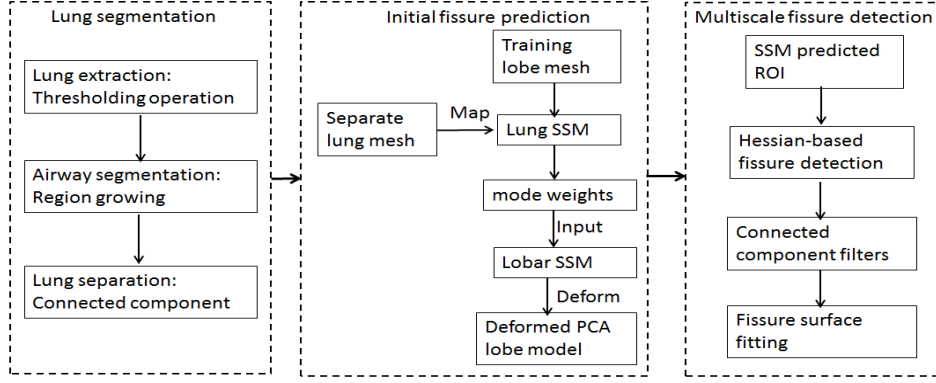 Lung segmentation
Lung extraction:
Thresholding operation
Airway segmentation:
Region growing
Lung separation:
Connected component
Initial fissure prediction
Training
lobe mesh
Separate
lung mesh
Map
Lung SSM
mode weights
Input
Lobar SSM
Deform
Deformed PCA
lobe model
Multiscale fissure detection
SSM predicted
ROI
Hessian-based
fissure detection
Connected
component filters
Fissure surface
fitting